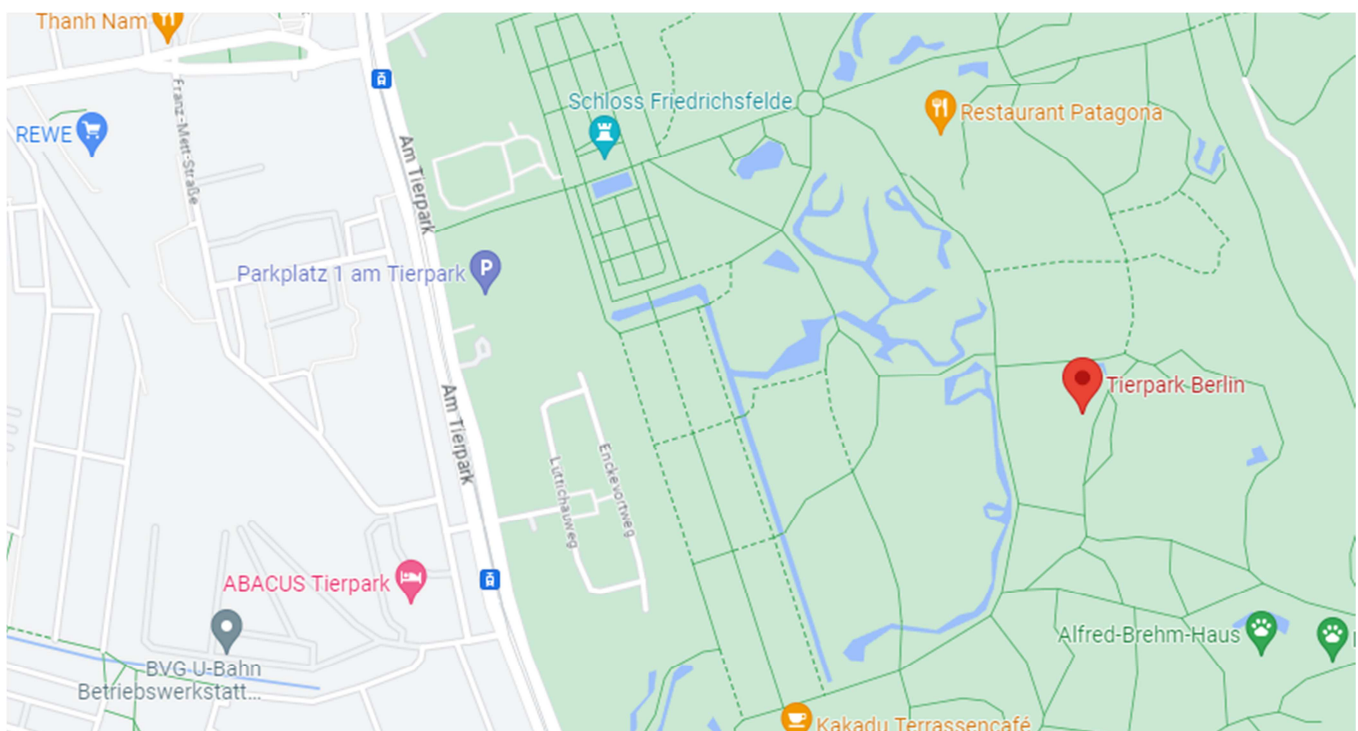 Thanh Nam
Schloss Friedrichsfelde
Restaurant Patagona
REWE
Franz-Mett-Straße
Am Tierpark
Parkplatz 1 am Tierpark
P
Tierpark Berlin
Am Tierpark
Lüttichauweg
Enckevortweg
ABACUS Tierpark
Alfred-Brehm-Haus
BVG U-Bahn
Betriebswerkstatt...
Kakadu Terrassencafé